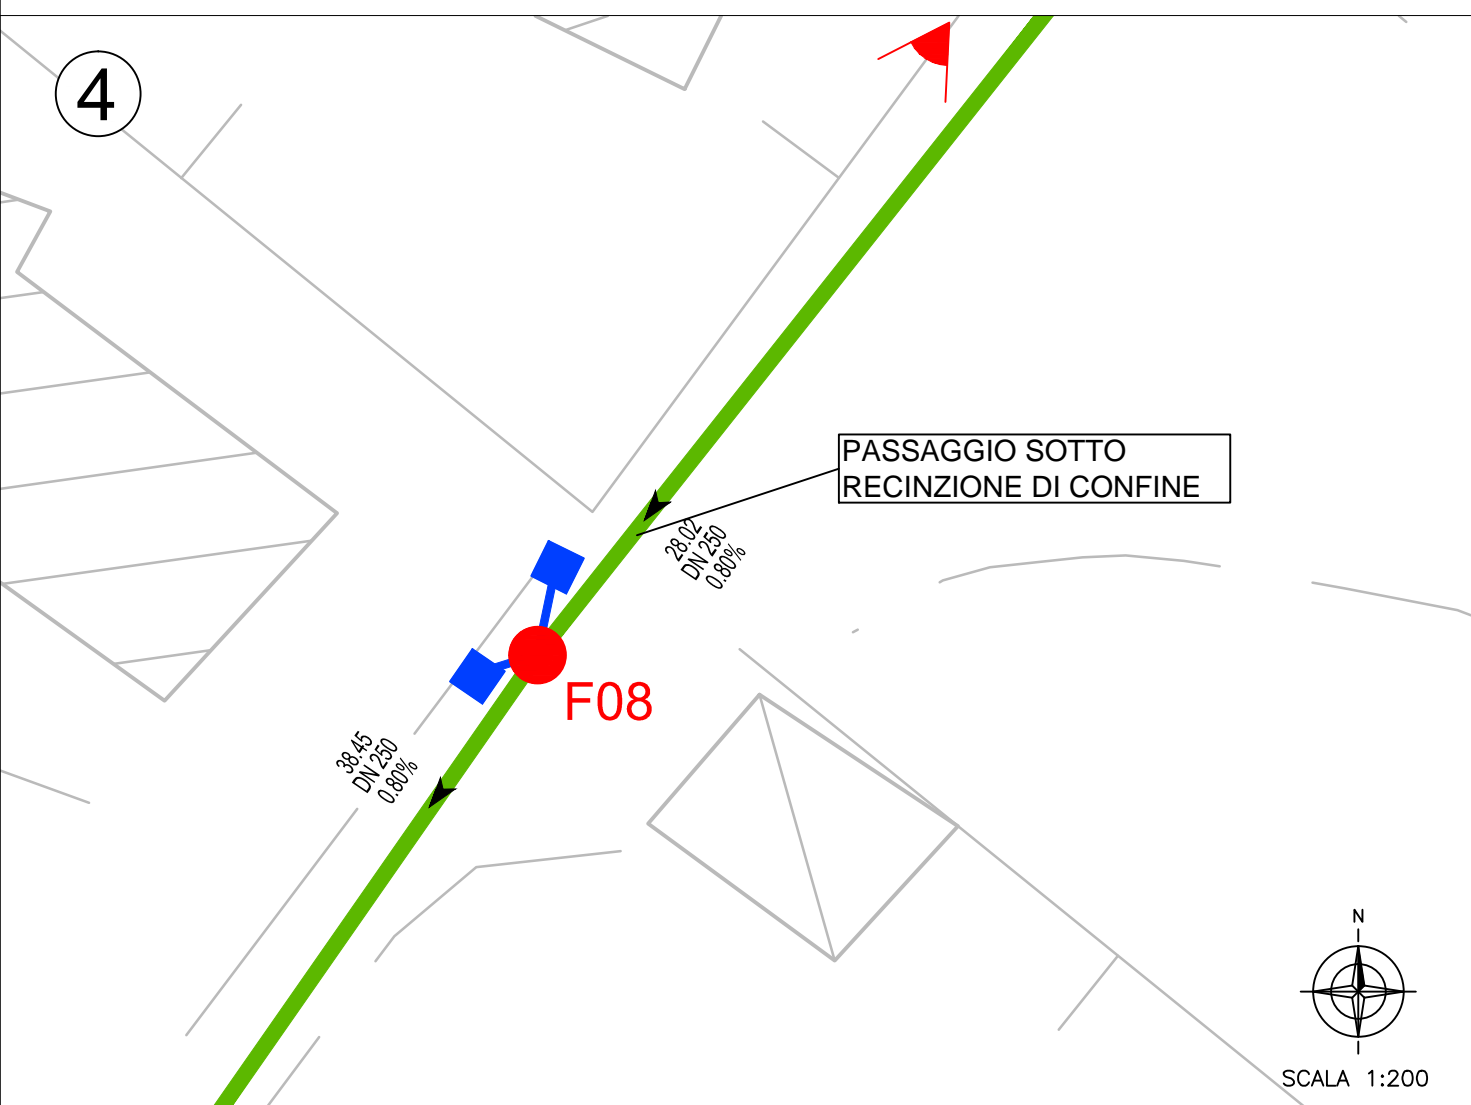 4
PASSAGGIO SOTTO
RECINZIONE DI CONFINE
28.02
DN 250
0.80%
F08
38.45
DN 250
0.80%
N
SCALA 1:200